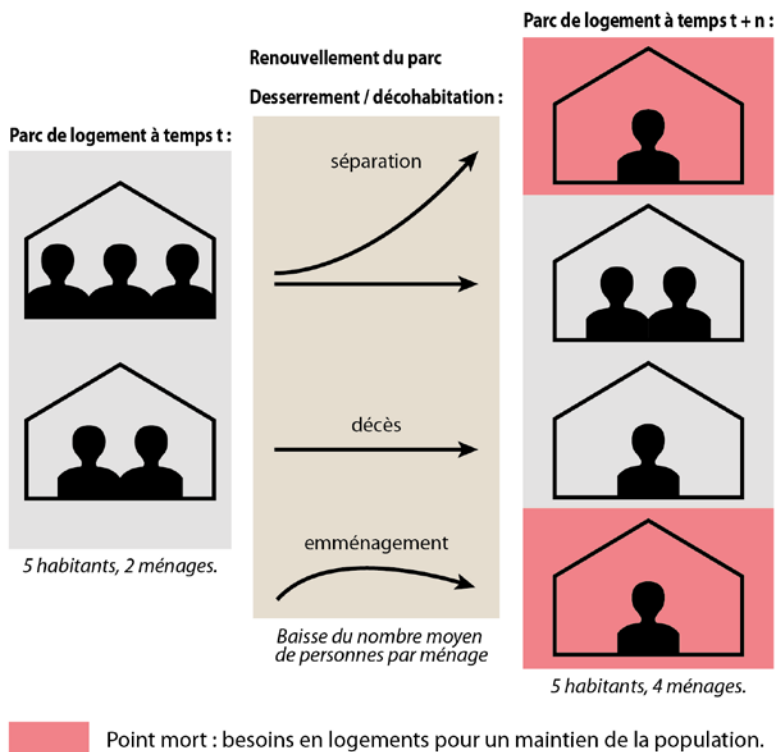 Parc de logement à temps t :
5 habitants, 2 ménages.
Renouvellement du parc
Desserrement / décohabitation :
séparation
décès
emménagement
Baisse du nombre moyen
de personnes par ménage
Parc de logement à temps t + n :
5 habitants, 4 ménages.
Point mort : besoins en logements pour un maintien de la population.